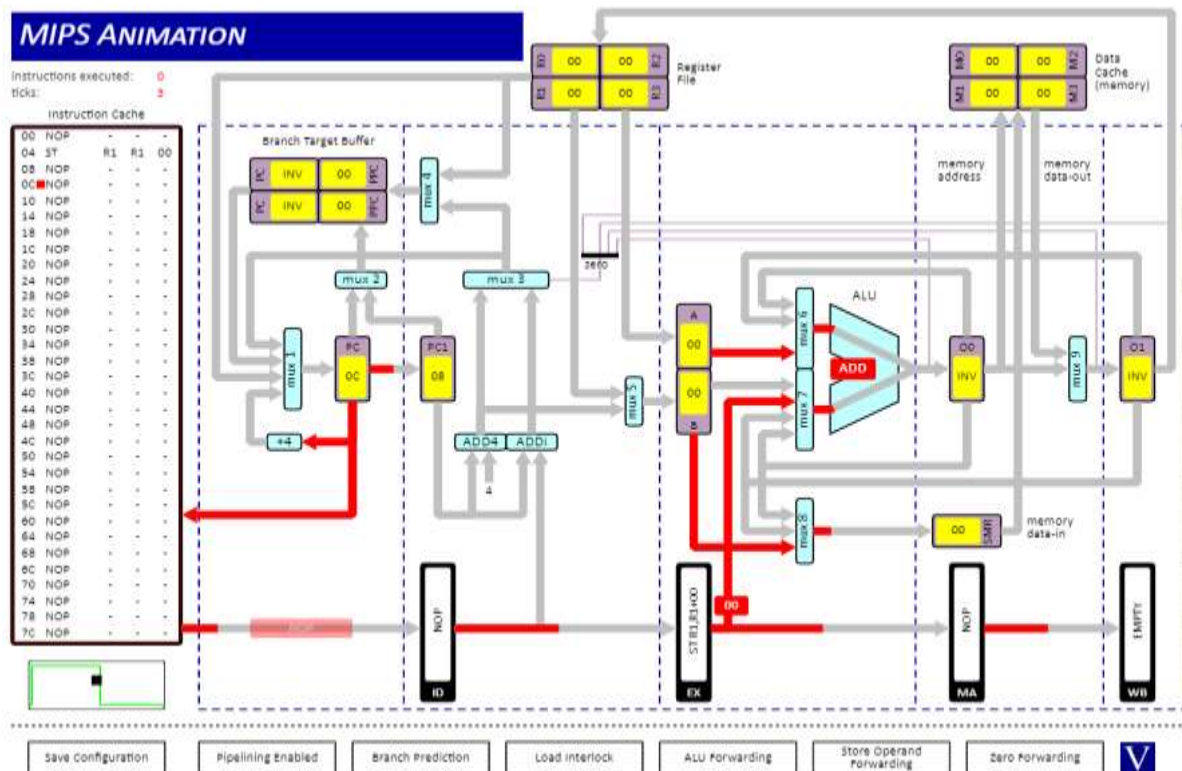 MIPS ANIMATION
Instructions executed: 0
ticks: 3
Instruction Cache
00 NOP - - -
04 ST R1 R1 00
08 NOP - - -
0C NOP - - -
10 NOP - - -
14 NOP - - -
18 NOP - - -
1C NOP - - -
20 NOP - - -
24 NOP - - -
28 NOP - - -
2C NOP - - -
30 NOP - - -
34 NOP - - -
38 NOP - - -
3C NOP - - -
40 NOP - - -
44 NOP - - -
48 NOP - - -
4C NOP - - -
50 NOP - - -
54 NOP - - -
58 NOP - - -
5C NOP - - -
60 NOP - - -
64 NOP - - -
68 NOP - - -
6C NOP - - -
70 NOP - - -
74 NOP - - -
78 NOP - - -
7C NOP - - -
R0 00 00 R2
R1 00 00 R3
Register
File
M0 00 00 M2
M1 00 00 M3
Data
Cache
(memory)
Branch Target Buffer
PC INV 00 PPC
PC INV 00 PPC
mux 4
memory
address
memory
data-out
zero
mux 2
mux 3
mux 1
PC
0C
PC1
08
+4
ADD4
ADDi
4
mux 5
A
00
00
B
mux 6
mux 7
ALU
ADD
O0
INV
mux 9
O1
INV
mux 8
00 SMR
memory
data-in
00
NOP
NOP
ID
ST R1,R1+00
EX
NOP
MA
EMPTY
WB
Save Configuration
Pipelining Enabled
Branch Prediction
Load Interlock
ALU Forwarding
Store Operand
Forwarding
Zero Forwarding
V